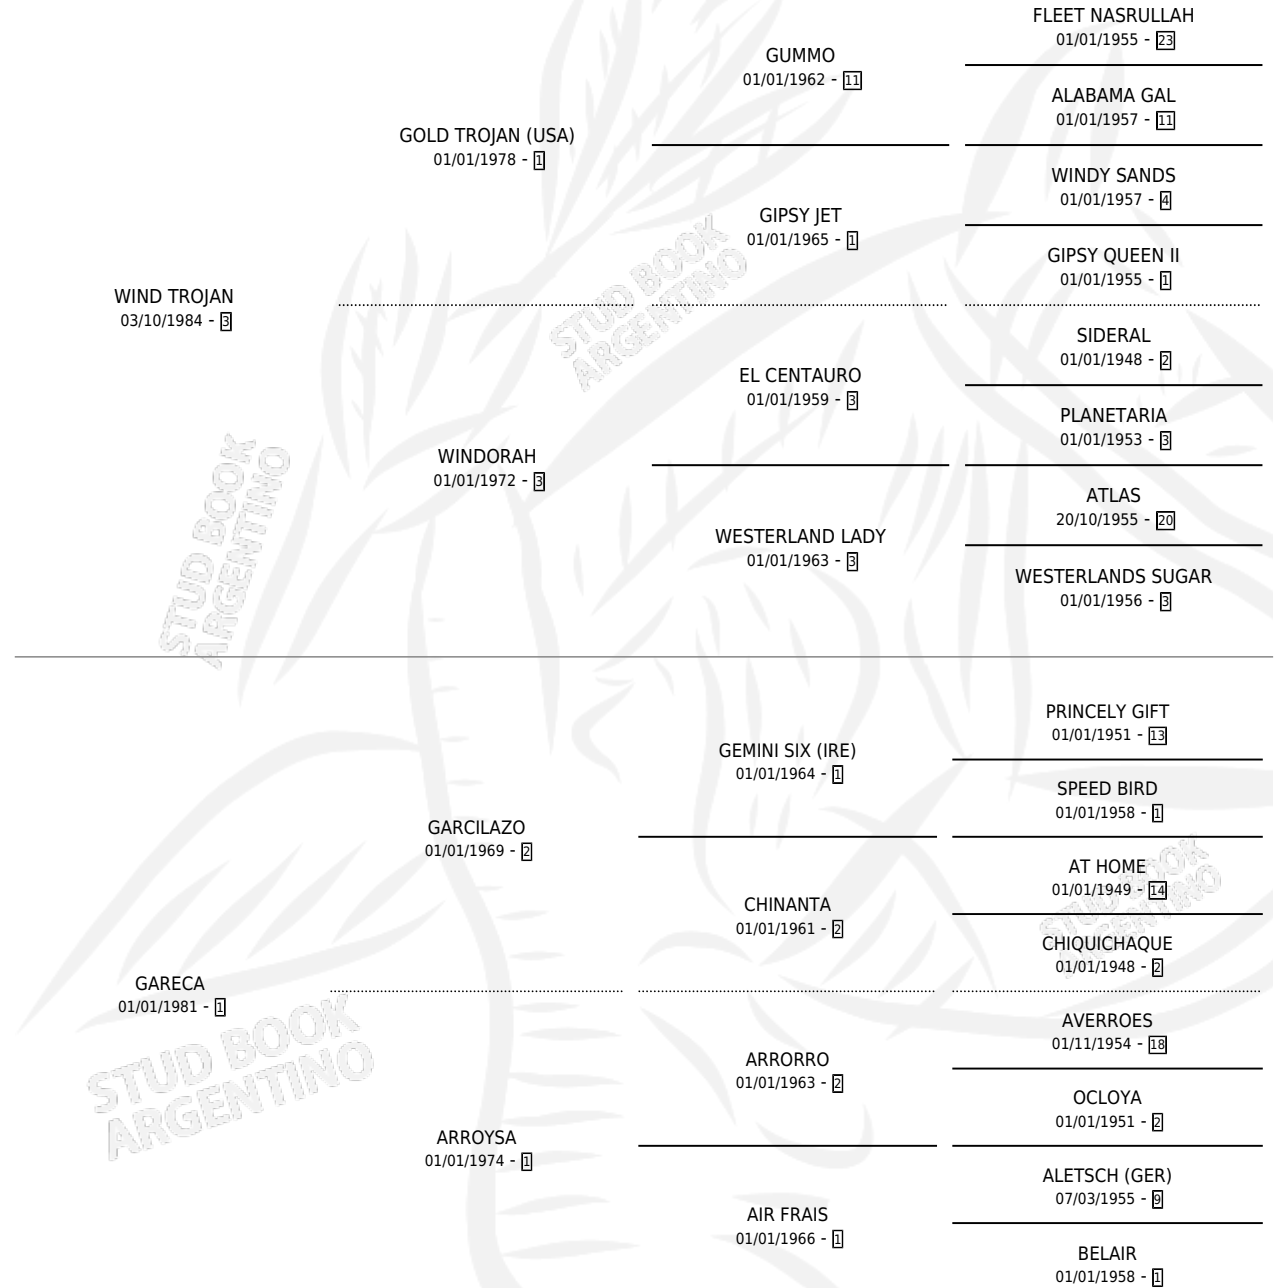 FLEET NASRULLAH
01/01/1955 - 23
GUMMO
01/01/1962 - 11
ALABAMA GAL
01/01/1957 - 11
GOLD TROJAN (USA)
01/01/1978 - 1
WINDY SANDS
01/01/1957 - 4
GIPSY JET
01/01/1965 - 1
GIPSY QUEEN II
01/01/1955 - 1
WIND TROJAN
03/10/1984 - 3
SIDERAL
01/01/1948 - 2
EL CENTAURO
01/01/1959 - 3
PLANETARIA
01/01/1953 - 3
WINDORAH
01/01/1972 - 3
ATLAS
20/10/1955 - 20
WESTERLAND LADY
01/01/1963 - 3
WESTERLANDS SUGAR
01/01/1956 - 3
STUD BOOK
ARGENTINO
STUD BOOK
ARGENTINO
PRINCELY GIFT
01/01/1951 - 13
GEMINI SIX (IRE)
01/01/1964 - 1
SPEED BIRD
01/01/1958 - 1
GARCILAZO
01/01/1969 - 2
AT HOME
01/01/1949 - 14
CHINANTA
01/01/1961 - 2
CHIQUICHAQUE
01/01/1948 - 2
STUD BOOK
ARGENTINO
GARECA
01/01/1981 - 1
AVERROES
01/11/1954 - 18
ARRORRO
01/01/1963 - 2
OCLOYA
01/01/1951 - 2
ARROYSA
01/01/1974 - 1
ALETSCH (GER)
07/03/1955 - 9
AIR FRAIS
01/01/1966 - 1
BELAIR
01/01/1958 - 1
STUD BOOK
ARGENTINO